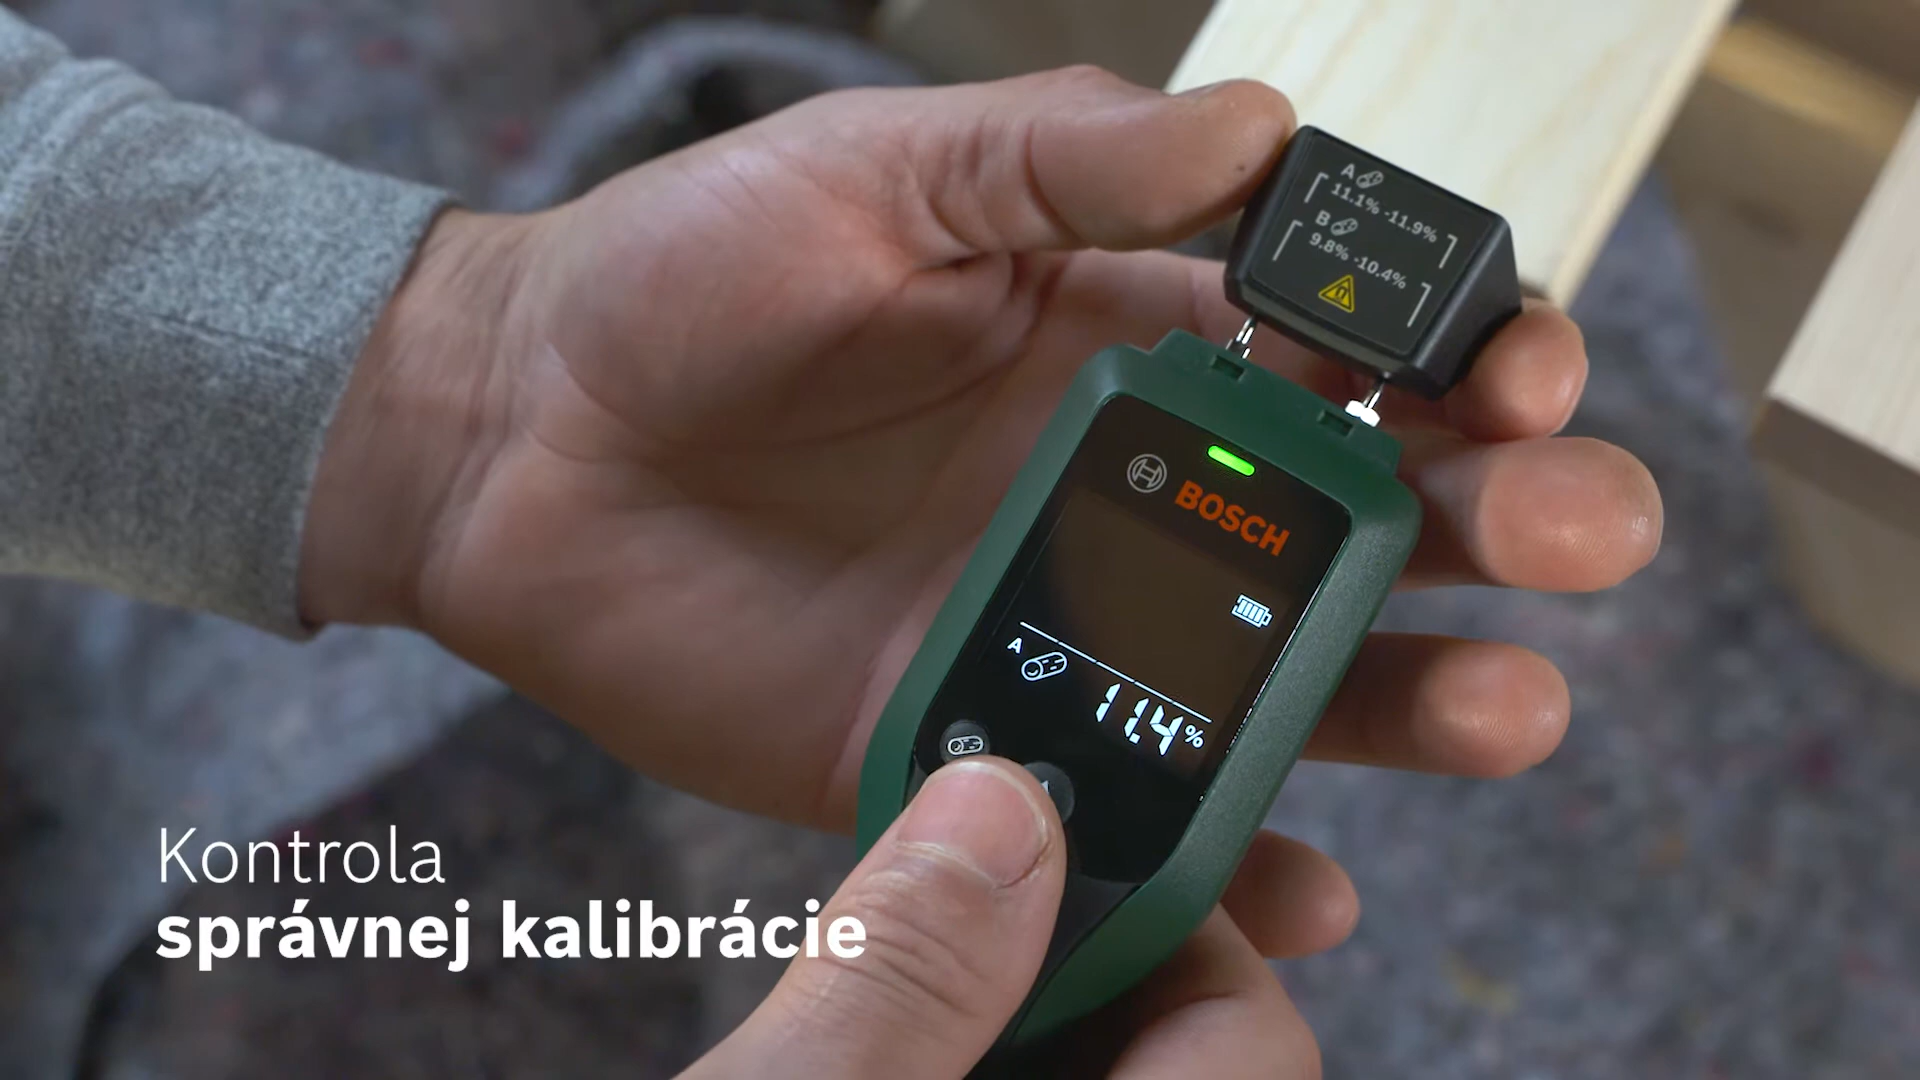 A
11.1% -11.9%
B
9.8% -10.4%
BOSCH
A
11.4%
Kontrola
správnej kalibrácie